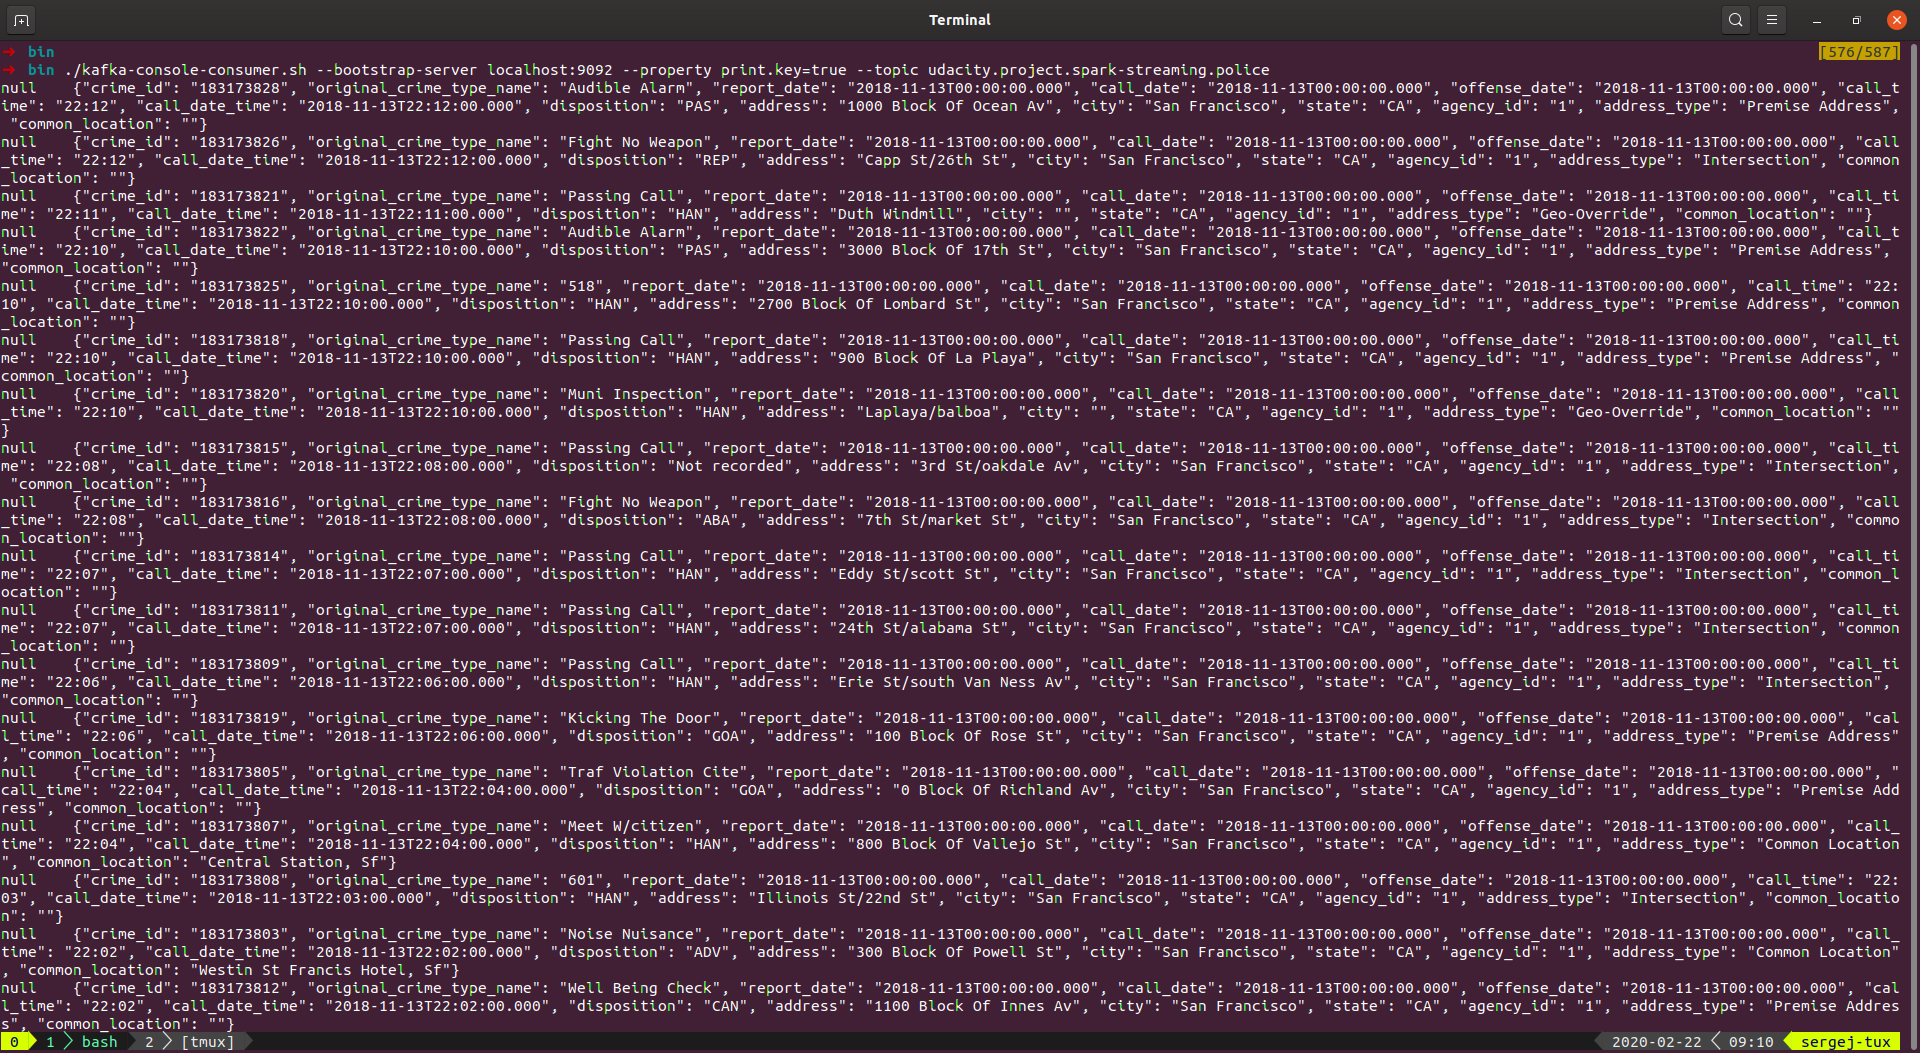 Terminal
➜ bin [576/587]
➜ bin ./kafka-console-consumer.sh --bootstrap-server localhost:9092 --property print.key=true --topic udacity.project.spark-streaming.police
null {"crime_id": "183173828", "original_crime_type_name": "Audible Alarm", "report_date": "2018-11-13T00:00:00.000", "call_date": "2018-11-13T00:00:00.000", "offense_date": "2018-11-13T00:00:00.000", "call_t
ime": "22:12", "call_date_time": "2018-11-13T22:12:00.000", "disposition": "PAS", "address": "1000 Block Of Ocean Av", "city": "San Francisco", "state": "CA", "agency_id": "1", "address_type": "Premise Address",
"common_location": ""}
null {"crime_id": "183173826", "original_crime_type_name": "Fight No Weapon", "report_date": "2018-11-13T00:00:00.000", "call_date": "2018-11-13T00:00:00.000", "offense_date": "2018-11-13T00:00:00.000", "call
_time": "22:12", "call_date_time": "2018-11-13T22:12:00.000", "disposition": "REP", "address": "Capp St/26th St", "city": "San Francisco", "state": "CA", "agency_id": "1", "address_type": "Intersection", "common
_location": ""}
null {"crime_id": "183173821", "original_crime_type_name": "Passing Call", "report_date": "2018-11-13T00:00:00.000", "call_date": "2018-11-13T00:00:00.000", "offense_date": "2018-11-13T00:00:00.000", "call_ti
me": "22:11", "call_date_time": "2018-11-13T22:11:00.000", "disposition": "HAN", "address": "Duth Windmill", "city": "", "state": "CA", "agency_id": "1", "address_type": "Geo-Override", "common_location": ""}
null {"crime_id": "183173822", "original_crime_type_name": "Audible Alarm", "report_date": "2018-11-13T00:00:00.000", "call_date": "2018-11-13T00:00:00.000", "offense_date": "2018-11-13T00:00:00.000", "call_t
ime": "22:10", "call_date_time": "2018-11-13T22:10:00.000", "disposition": "PAS", "address": "3000 Block Of 17th St", "city": "San Francisco", "state": "CA", "agency_id": "1", "address_type": "Premise Address",
"common_location": ""}
null {"crime_id": "183173825", "original_crime_type_name": "518", "report_date": "2018-11-13T00:00:00.000", "call_date": "2018-11-13T00:00:00.000", "offense_date": "2018-11-13T00:00:00.000", "call_time": "22:
10", "call_date_time": "2018-11-13T22:10:00.000", "disposition": "HAN", "address": "2700 Block Of Lombard St", "city": "San Francisco", "state": "CA", "agency_id": "1", "address_type": "Premise Address", "common
_location": ""}
null {"crime_id": "183173818", "original_crime_type_name": "Passing Call", "report_date": "2018-11-13T00:00:00.000", "call_date": "2018-11-13T00:00:00.000", "offense_date": "2018-11-13T00:00:00.000", "call_ti
me": "22:10", "call_date_time": "2018-11-13T22:10:00.000", "disposition": "HAN", "address": "900 Block Of La Playa", "city": "San Francisco", "state": "CA", "agency_id": "1", "address_type": "Premise Address", "
common_location": ""}
null {"crime_id": "183173820", "original_crime_type_name": "Muni Inspection", "report_date": "2018-11-13T00:00:00.000", "call_date": "2018-11-13T00:00:00.000", "offense_date": "2018-11-13T00:00:00.000", "call
_time": "22:10", "call_date_time": "2018-11-13T22:10:00.000", "disposition": "HAN", "address": "Laplaya/balboa", "city": "", "state": "CA", "agency_id": "1", "address_type": "Geo-Override", "common_location": ""
}
null {"crime_id": "183173815", "original_crime_type_name": "Passing Call", "report_date": "2018-11-13T00:00:00.000", "call_date": "2018-11-13T00:00:00.000", "offense_date": "2018-11-13T00:00:00.000", "call_ti
me": "22:08", "call_date_time": "2018-11-13T22:08:00.000", "disposition": "Not recorded", "address": "3rd St/oakdale Av", "city": "San Francisco", "state": "CA", "agency_id": "1", "address_type": "Intersection",
"common_location": ""}
null {"crime_id": "183173816", "original_crime_type_name": "Fight No Weapon", "report_date": "2018-11-13T00:00:00.000", "call_date": "2018-11-13T00:00:00.000", "offense_date": "2018-11-13T00:00:00.000", "call
_time": "22:08", "call_date_time": "2018-11-13T22:08:00.000", "disposition": "ABA", "address": "7th St/market St", "city": "San Francisco", "state": "CA", "agency_id": "1", "address_type": "Intersection", "commo
n_location": ""}
null {"crime_id": "183173814", "original_crime_type_name": "Passing Call", "report_date": "2018-11-13T00:00:00.000", "call_date": "2018-11-13T00:00:00.000", "offense_date": "2018-11-13T00:00:00.000", "call_ti
me": "22:07", "call_date_time": "2018-11-13T22:07:00.000", "disposition": "HAN", "address": "Eddy St/scott St", "city": "San Francisco", "state": "CA", "agency_id": "1", "address_type": "Intersection", "common_l
ocation": ""}
null {"crime_id": "183173811", "original_crime_type_name": "Passing Call", "report_date": "2018-11-13T00:00:00.000", "call_date": "2018-11-13T00:00:00.000", "offense_date": "2018-11-13T00:00:00.000", "call_ti
me": "22:07", "call_date_time": "2018-11-13T22:07:00.000", "disposition": "HAN", "address": "24th St/alabama St", "city": "San Francisco", "state": "CA", "agency_id": "1", "address_type": "Intersection", "common
_location": ""}
null {"crime_id": "183173809", "original_crime_type_name": "Passing Call", "report_date": "2018-11-13T00:00:00.000", "call_date": "2018-11-13T00:00:00.000", "offense_date": "2018-11-13T00:00:00.000", "call_ti
me": "22:06", "call_date_time": "2018-11-13T22:06:00.000", "disposition": "HAN", "address": "Erie St/south Van Ness Av", "city": "San Francisco", "state": "CA", "agency_id": "1", "address_type": "Intersection",
"common_location": ""}
null {"crime_id": "183173819", "original_crime_type_name": "Kicking The Door", "report_date": "2018-11-13T00:00:00.000", "call_date": "2018-11-13T00:00:00.000", "offense_date": "2018-11-13T00:00:00.000", "cal
l_time": "22:06", "call_date_time": "2018-11-13T22:06:00.000", "disposition": "GOA", "address": "100 Block Of Rose St", "city": "San Francisco", "state": "CA", "agency_id": "1", "address_type": "Premise Address"
, "common_location": ""}
null {"crime_id": "183173805", "original_crime_type_name": "Traf Violation Cite", "report_date": "2018-11-13T00:00:00.000", "call_date": "2018-11-13T00:00:00.000", "offense_date": "2018-11-13T00:00:00.000", "
call_time": "22:04", "call_date_time": "2018-11-13T22:04:00.000", "disposition": "GOA", "address": "0 Block Of Richland Av", "city": "San Francisco", "state": "CA", "agency_id": "1", "address_type": "Premise Add
ress", "common_location": ""}
null {"crime_id": "183173807", "original_crime_type_name": "Meet W/citizen", "report_date": "2018-11-13T00:00:00.000", "call_date": "2018-11-13T00:00:00.000", "offense_date": "2018-11-13T00:00:00.000", "call_
time": "22:04", "call_date_time": "2018-11-13T22:04:00.000", "disposition": "HAN", "address": "800 Block Of Vallejo St", "city": "San Francisco", "state": "CA", "agency_id": "1", "address_type": "Common Location
", "common_location": "Central Station, Sf"}
null {"crime_id": "183173808", "original_crime_type_name": "601", "report_date": "2018-11-13T00:00:00.000", "call_date": "2018-11-13T00:00:00.000", "offense_date": "2018-11-13T00:00:00.000", "call_time": "22:
03", "call_date_time": "2018-11-13T22:03:00.000", "disposition": "HAN", "address": "Illinois St/22nd St", "city": "San Francisco", "state": "CA", "agency_id": "1", "address_type": "Intersection", "common_locatio
n": ""}
null {"crime_id": "183173803", "original_crime_type_name": "Noise Nuisance", "report_date": "2018-11-13T00:00:00.000", "call_date": "2018-11-13T00:00:00.000", "offense_date": "2018-11-13T00:00:00.000", "call_
time": "22:02", "call_date_time": "2018-11-13T22:02:00.000", "disposition": "ADV", "address": "300 Block Of Powell St", "city": "San Francisco", "state": "CA", "agency_id": "1", "address_type": "Common Location"
, "common_location": "Westin St Francis Hotel, Sf"}
null {"crime_id": "183173812", "original_crime_type_name": "Well Being Check", "report_date": "2018-11-13T00:00:00.000", "call_date": "2018-11-13T00:00:00.000", "offense_date": "2018-11-13T00:00:00.000", "cal
l_time": "22:02", "call_date_time": "2018-11-13T22:02:00.000", "disposition": "CAN", "address": "1100 Block Of Innes Av", "city": "San Francisco", "state": "CA", "agency_id": "1", "address_type": "Premise Addres
s", "common_location": ""}
0 1 bash 2 [tmux] 2020-02-22 09:10 sergej-tux